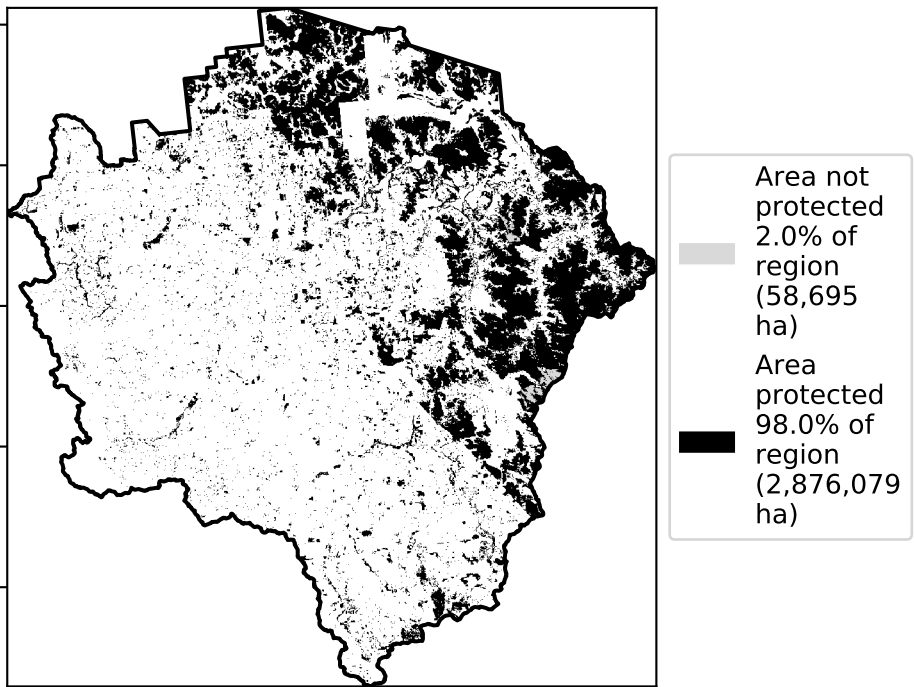 Area not
protected
2.0% of
region
(58,695
ha)
Area
protected
98.0% of
region
(2,876,079
ha)